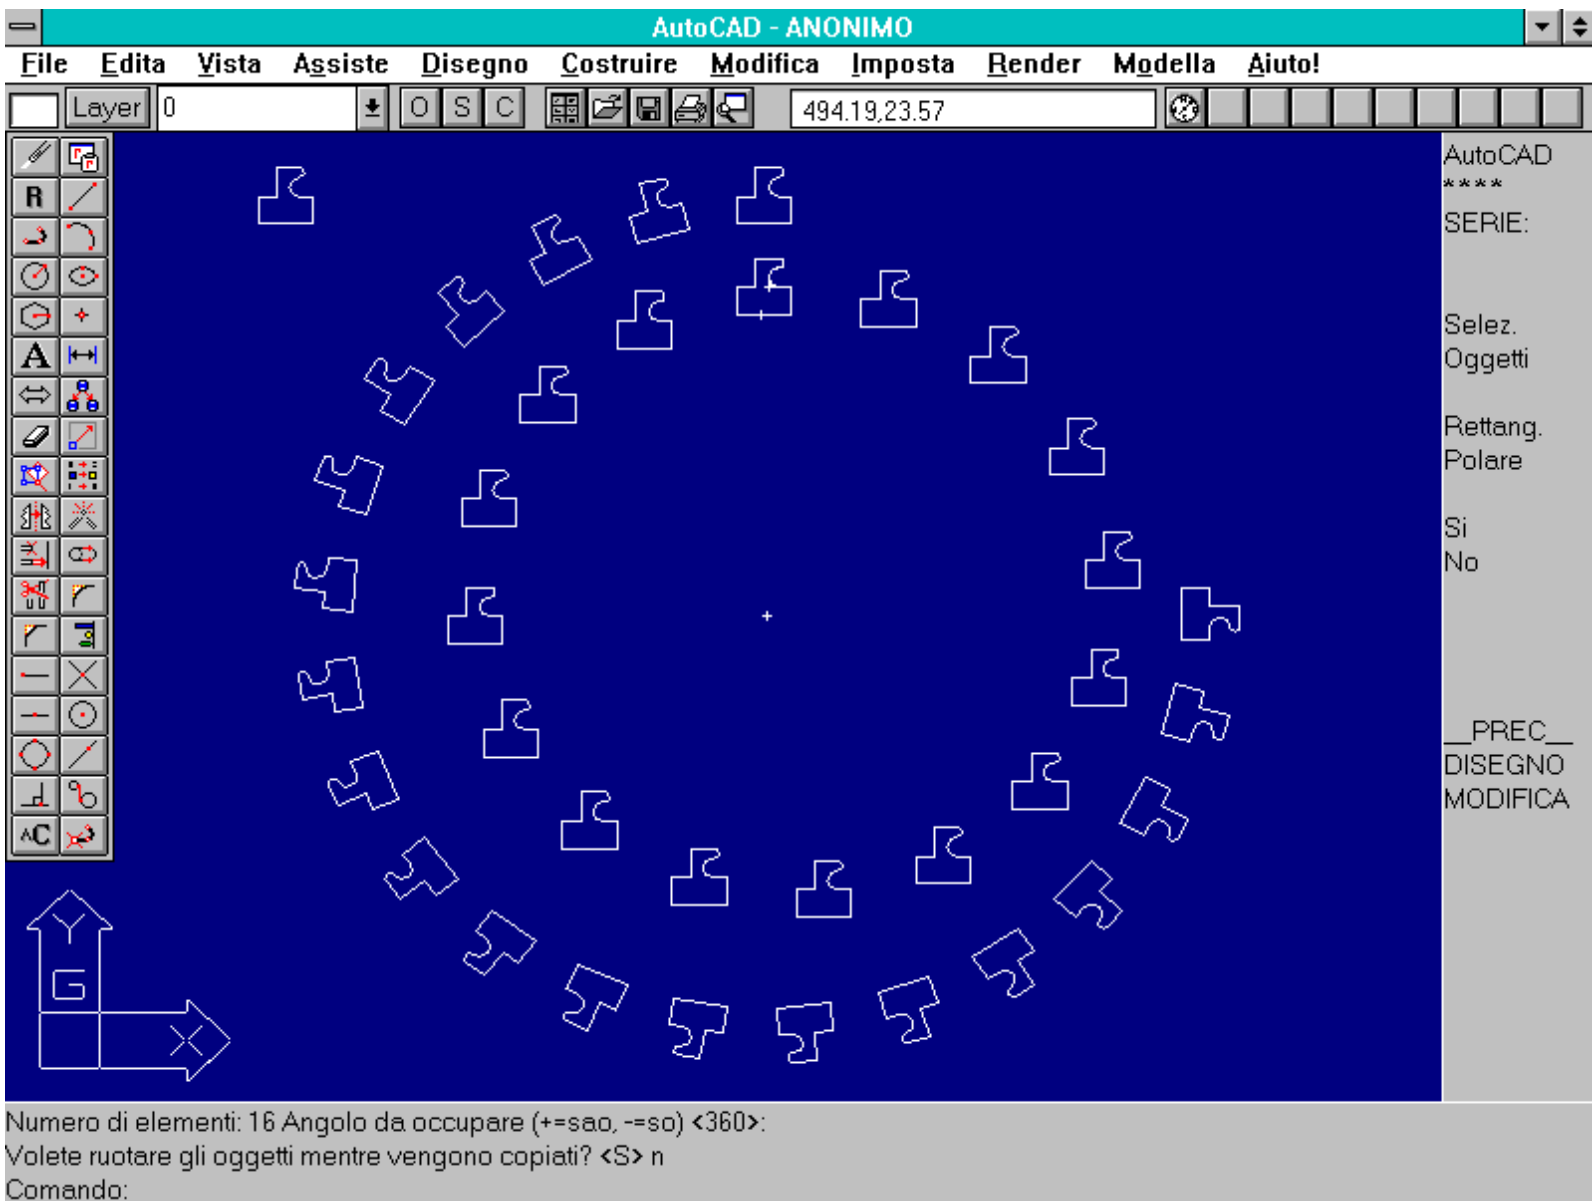 AutoCAD - ANONIMO
File Edita Vista Assiste Disegno Costruire Modifica Imposta Render Modella Aiuto!
Layer 0 O S C 494.19,23.57
R
A
^C
Y
G
X
AutoCAD
* * * *
SERIE:
Selez.
Oggetti
Rettang.
Polare
Si
No
__PREC__
DISEGNO
MODIFICA
Numero di elementi: 16 Angolo da occupare (+=sao, -=so) <360>:
Volete ruotare gli oggetti mentre vengono copiati? <S> n
Comando: